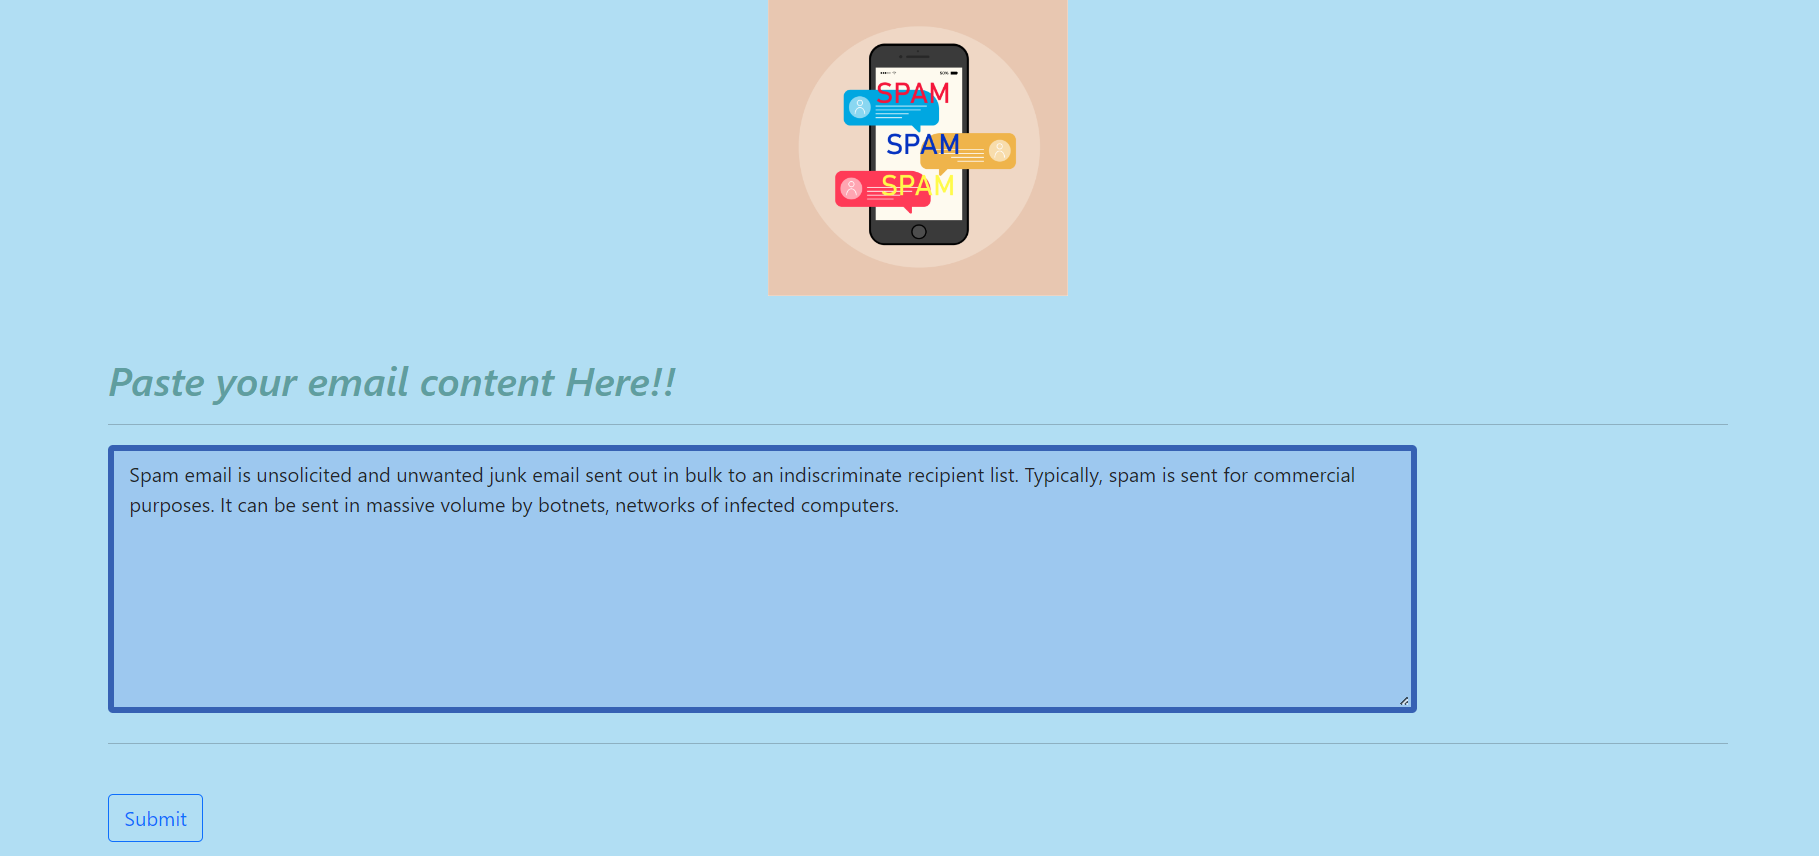 50%
SPAM
SPAM
SPAM
Paste your email content Here!!
Spam email is unsolicited and unwanted junk email sent out in bulk to an indiscriminate recipient list. Typically, spam is sent for commercial
purposes. It can be sent in massive volume by botnets, networks of infected computers.
Submit